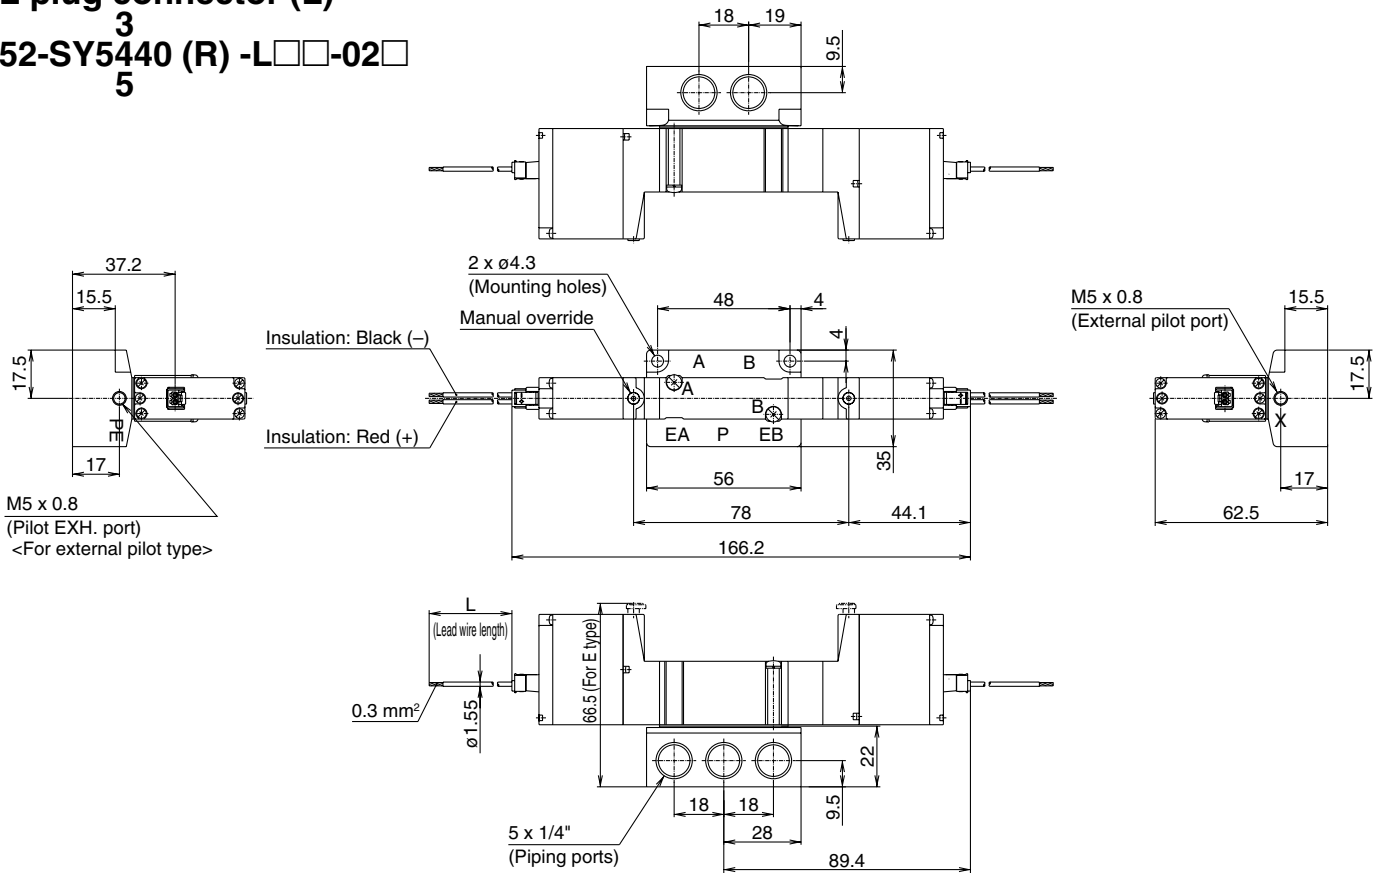 L plug connector (L)
3
52-SY5440 (R) -L□□-02□
5
18
19
9.5
37.2
15.5
17.5
PE
17
M5 x 0.8
(Pilot EXH. port)
<For external pilot type>
2 x ø4.3
(Mounting holes)
Manual override
Insulation: Black (–)
Insulation: Red (+)
48
4
4
A B
A
B
EA P EB
35
56
78
44.1
166.2
M5 x 0.8
(External pilot port)
15.5
17.5
X
17
62.5
L
(Lead wire length)
66.5 (For E type)
0.3 mm²
ø1.55
22
9.5
18
18
28
5 x 1/4"
(Piping ports)
89.4